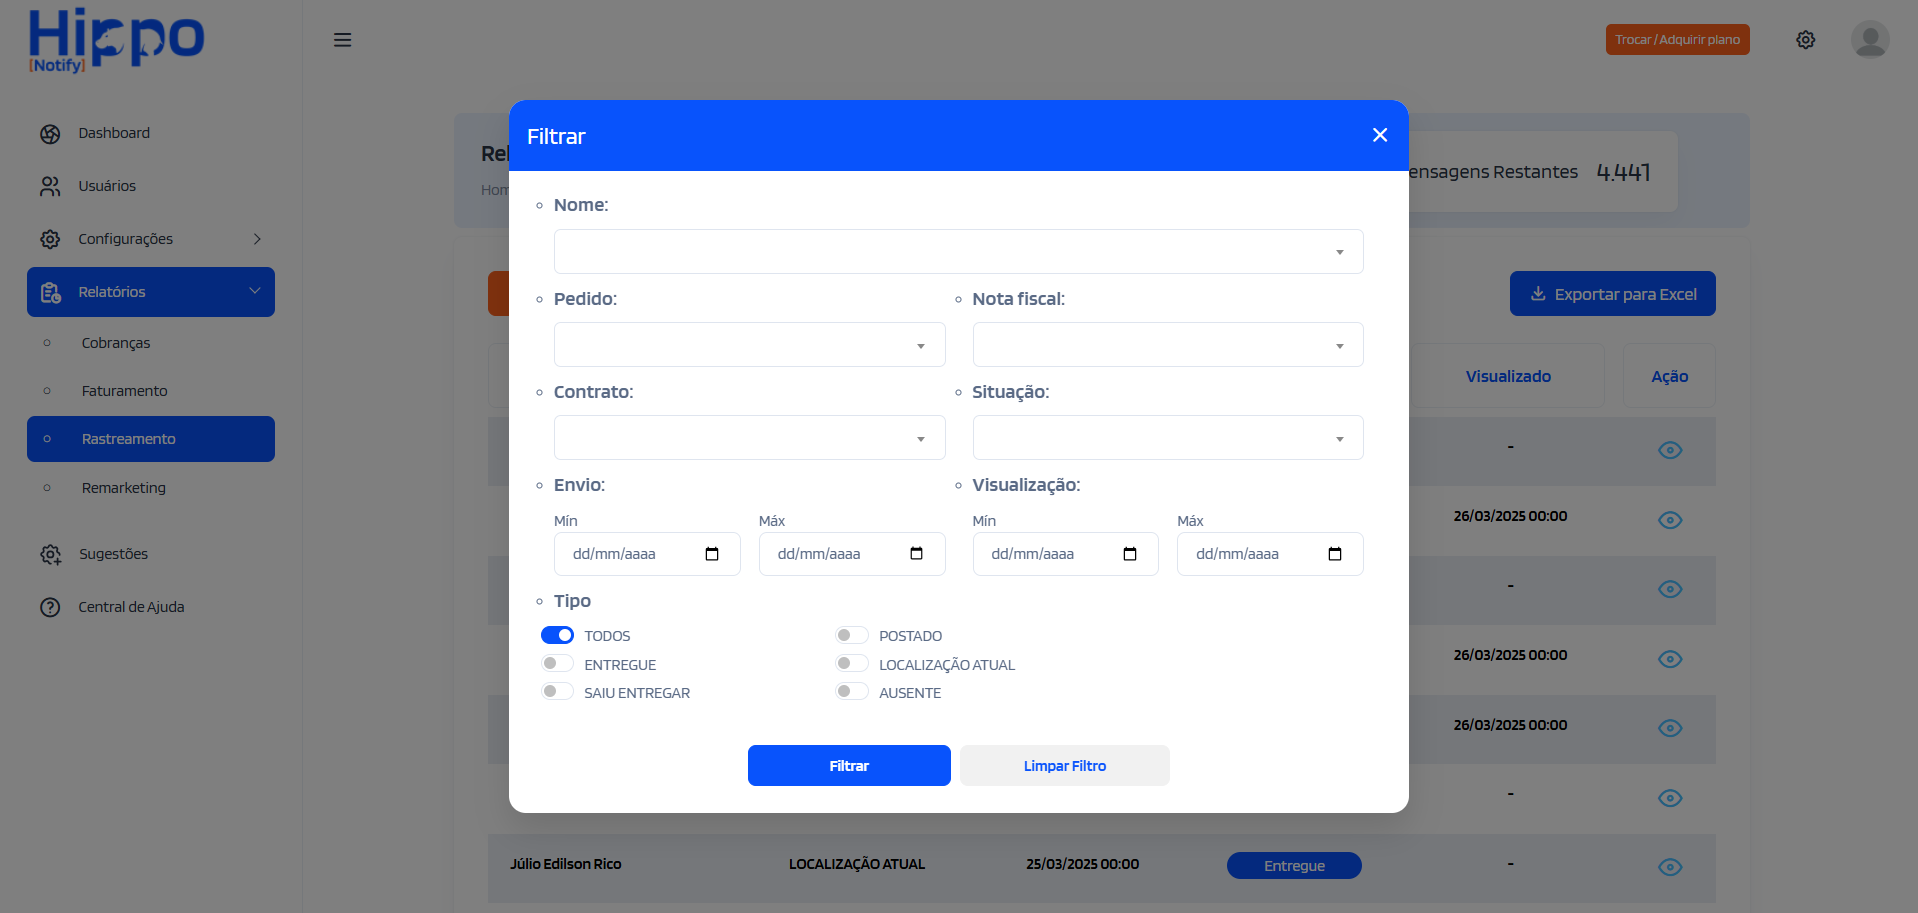 Hippo
[Notify]
Trocar / Adquirir plano
Dashboard
Usuários
Configurações
Relatórios
Cobranças
Faturamento
Rastreamento
Remarketing
Sugestões
Central de Ajuda
Filtrar
Nome:
Pedido:
Nota fiscal:
Contrato:
Situação:
Envio:
Visualização:
Mín
Máx
Mín
Máx
dd/mm/aaaa
dd/mm/aaaa
dd/mm/aaaa
dd/mm/aaaa
Tipo
TODOS
POSTADO
ENTREGUE
LOCALIZAÇÃO ATUAL
SAIU ENTREGAR
AUSENTE
Filtrar
Limpar Filtro
Restantes 4.441
Exportar para Excel
Visualizado
Ação
-
26/03/2025 00:00
-
26/03/2025 00:00
26/03/2025 00:00
-
Júlio Edilson Rico
LOCALIZAÇÃO ATUAL
25/03/2025 00:00
Entregue
-